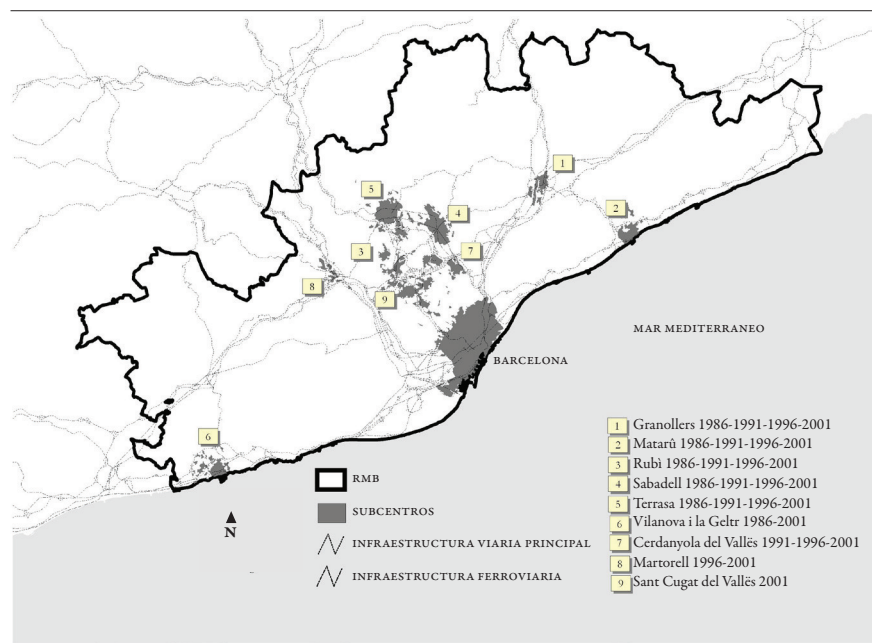 1
2
5
4
3
7
8
9
6
MAR MEDITERRANEO
BARCELONA
RMB
SUBCENTROS
INFRAESTRUCTURA VIARIA PRINCIPAL
INFRAESTRUCTURA FERROVIARIA
N
1 Granollers 1986-1991-1996-2001
2 Matarû 1986-1991-1996-2001
3 Rubì 1986-1991-1996-2001
4 Sabadell 1986-1991-1996-2001
5 Terrasa 1986-1991-1996-2001
6 Vilanova i la Geltr 1986-2001
7 Cerdanyola del Vallës 1991-1996-2001
8 Martorell 1996-2001
9 Sant Cugat del Vallës 2001